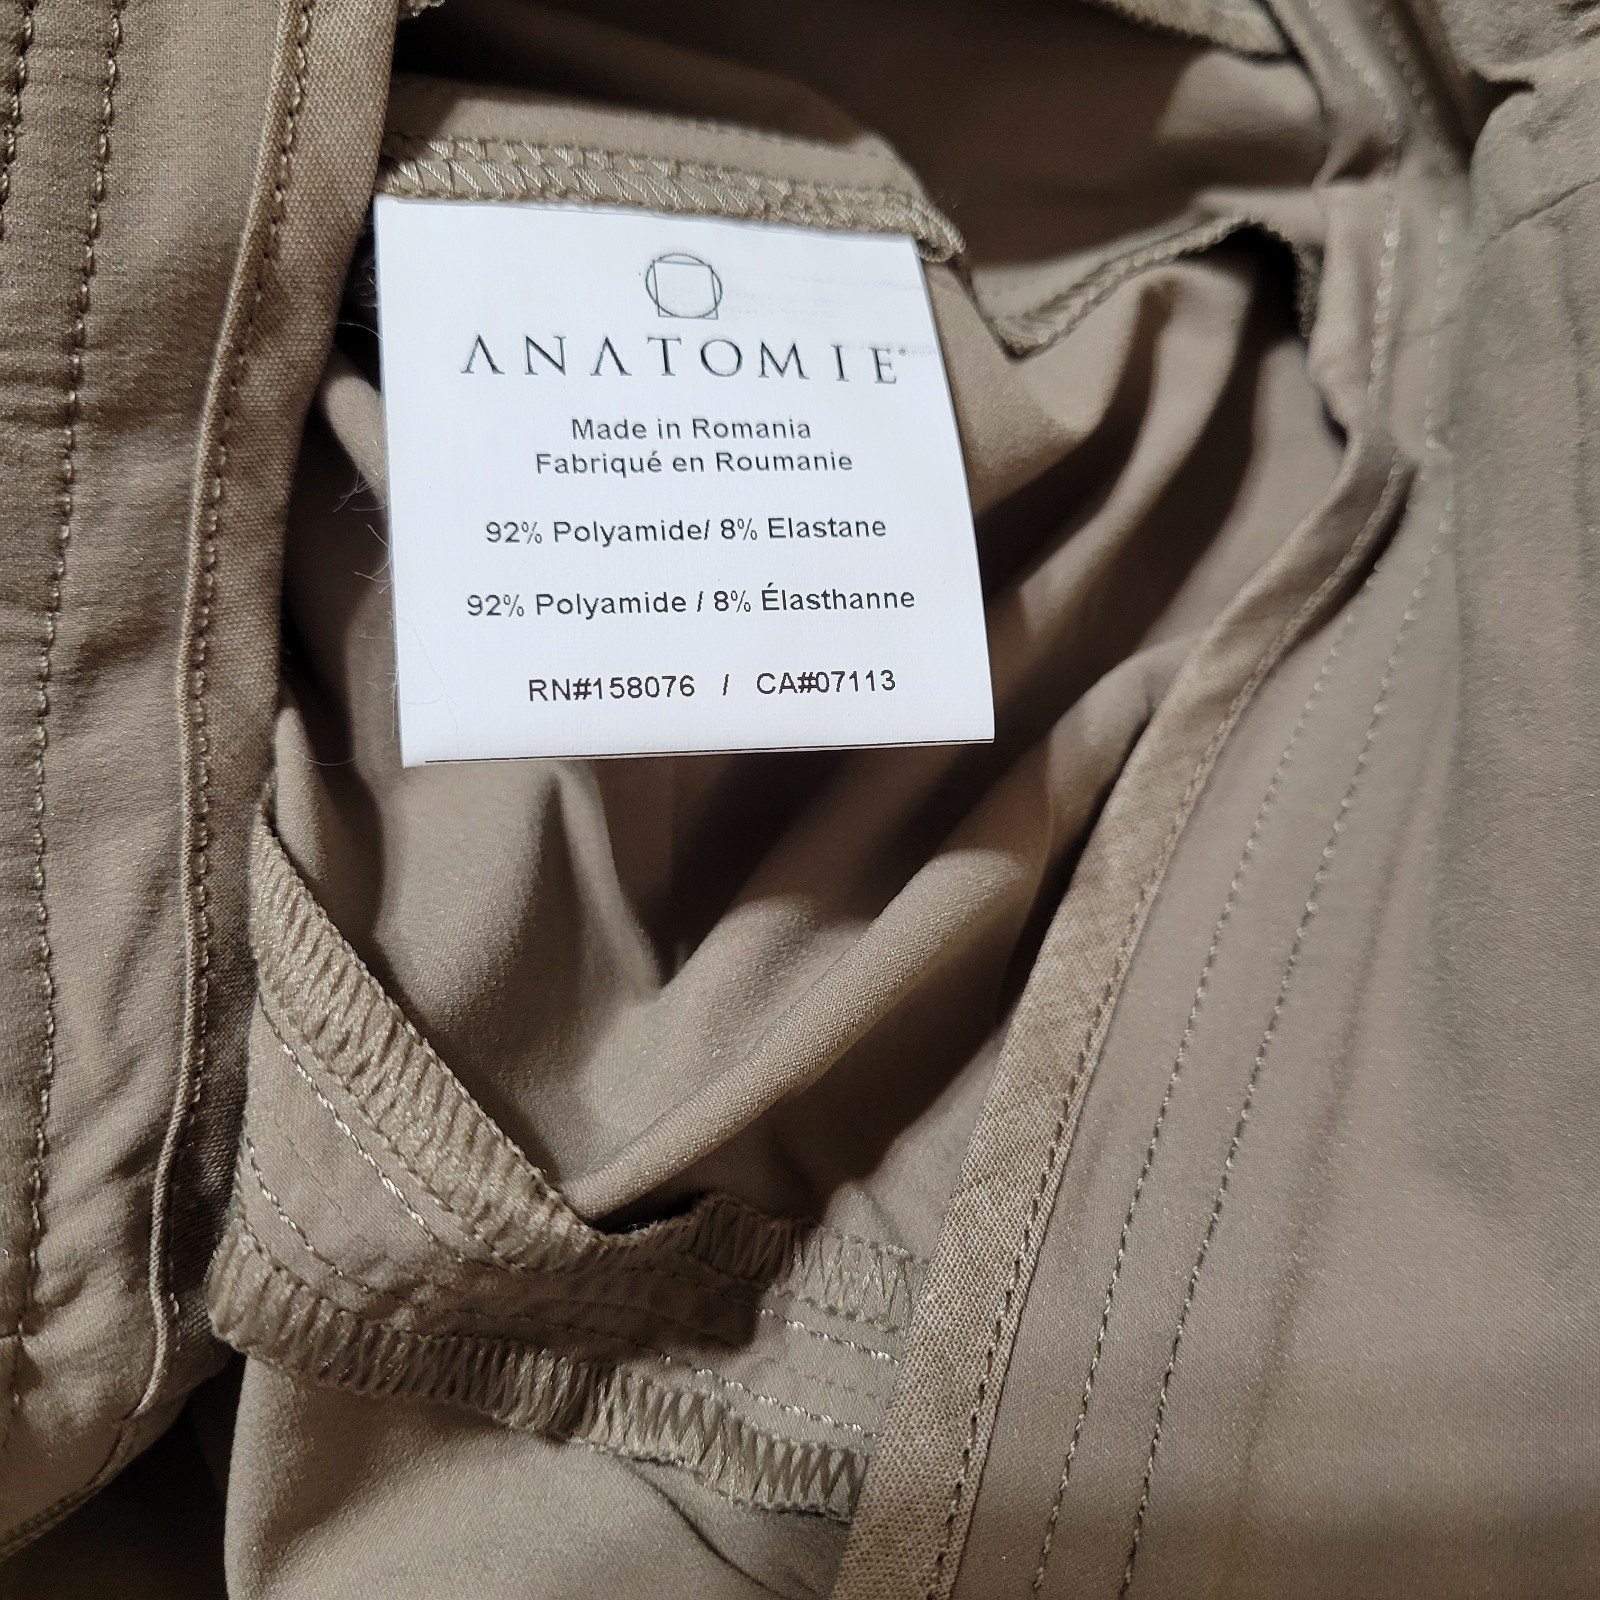 ANATOMIE
Made in Romania
Fabriqué en Roumanie
92% Polyamide/ 8% Elastane
92% Polyamide / 8% Élasthanne
RN#158076 / CA#07113